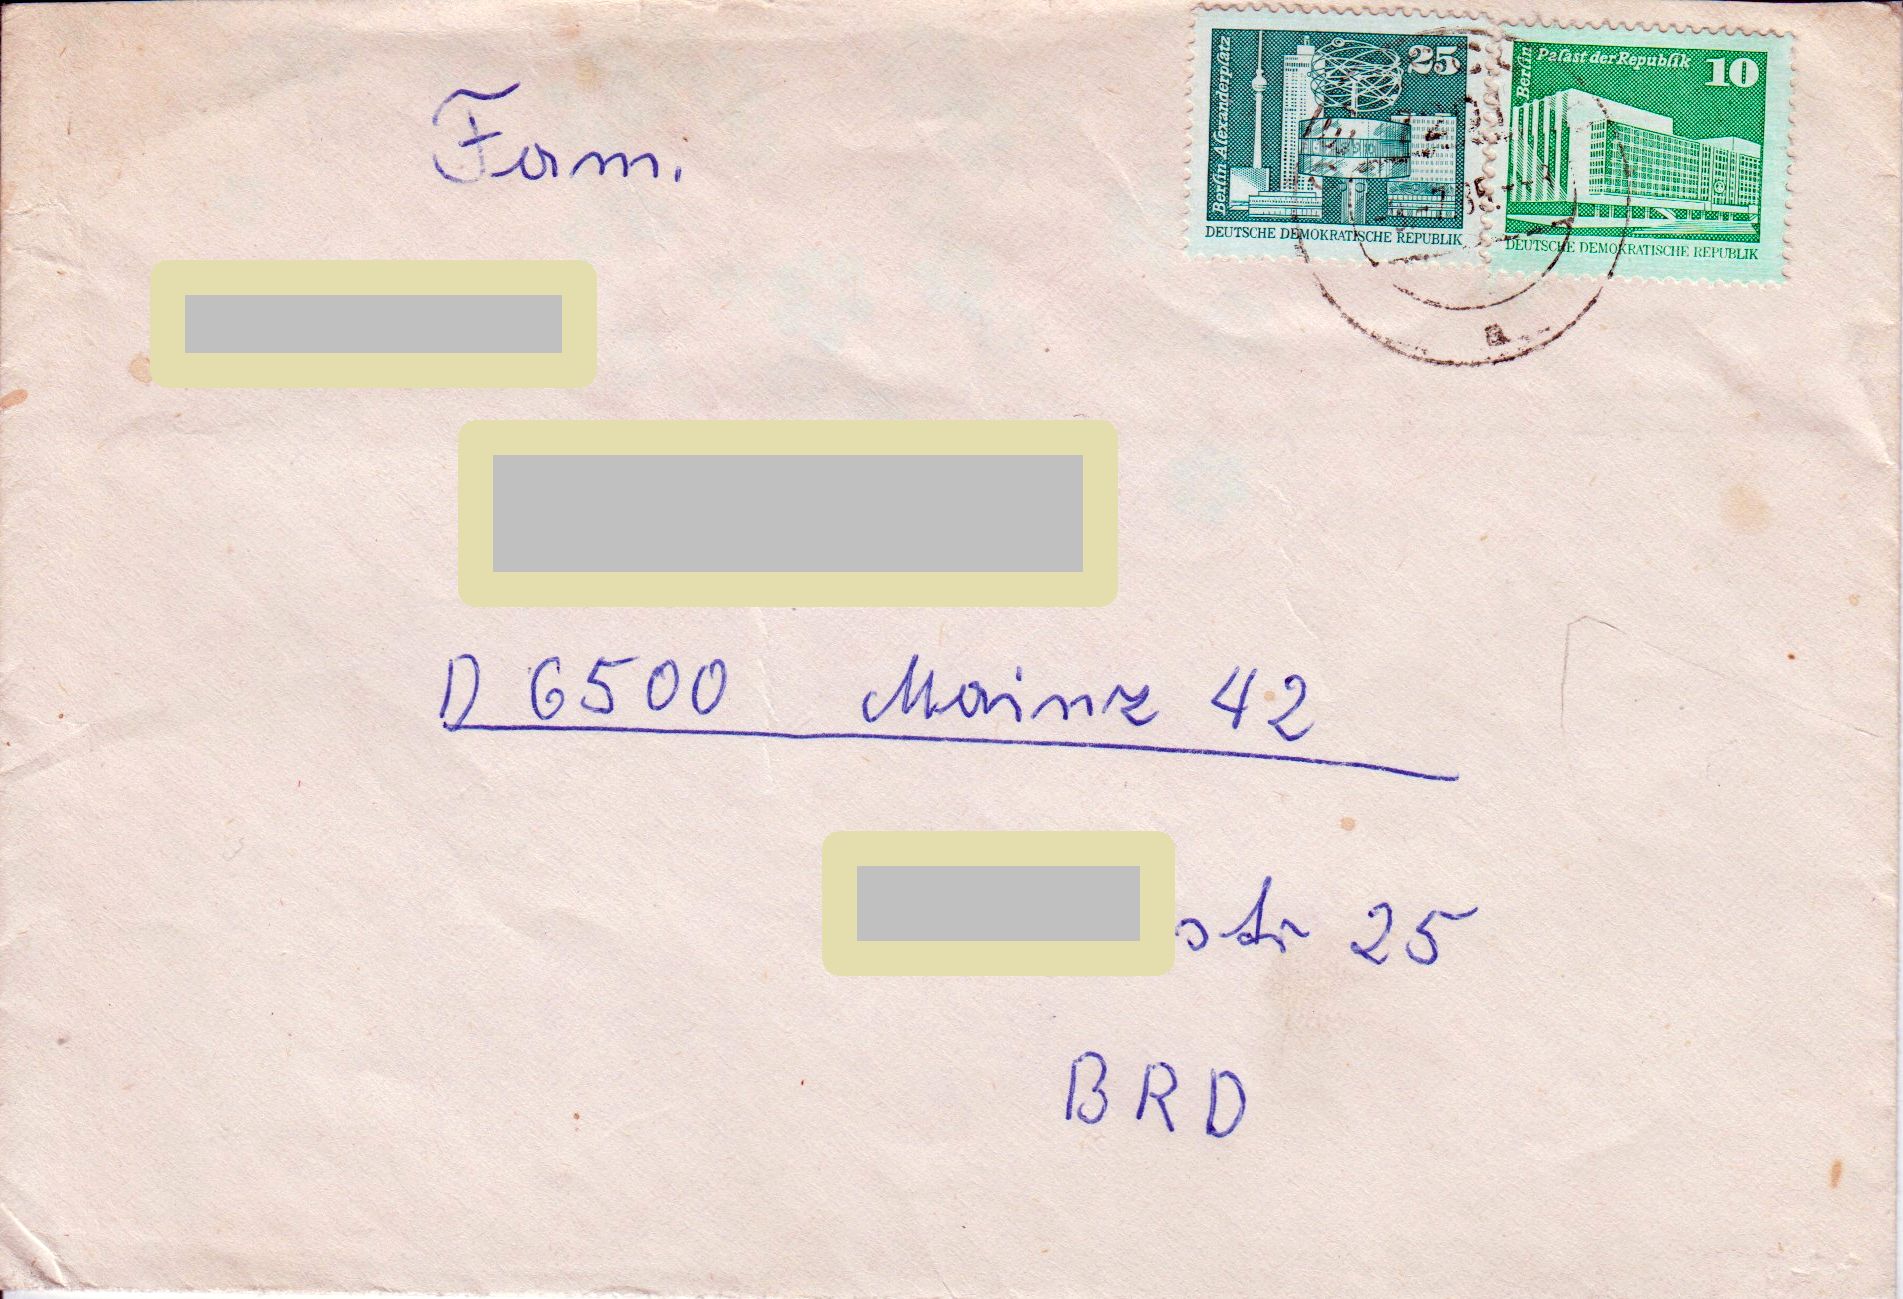 Berlin Alexanderplatz 25
DEUTSCHE DEMOKRATISCHE REPUBLIK
Berlin Palast der Republik 10
DEUTSCHE DEMOKRATISCHE REPUBLIK
Fam.
D 6500 Mainz 42
str 25
BRD